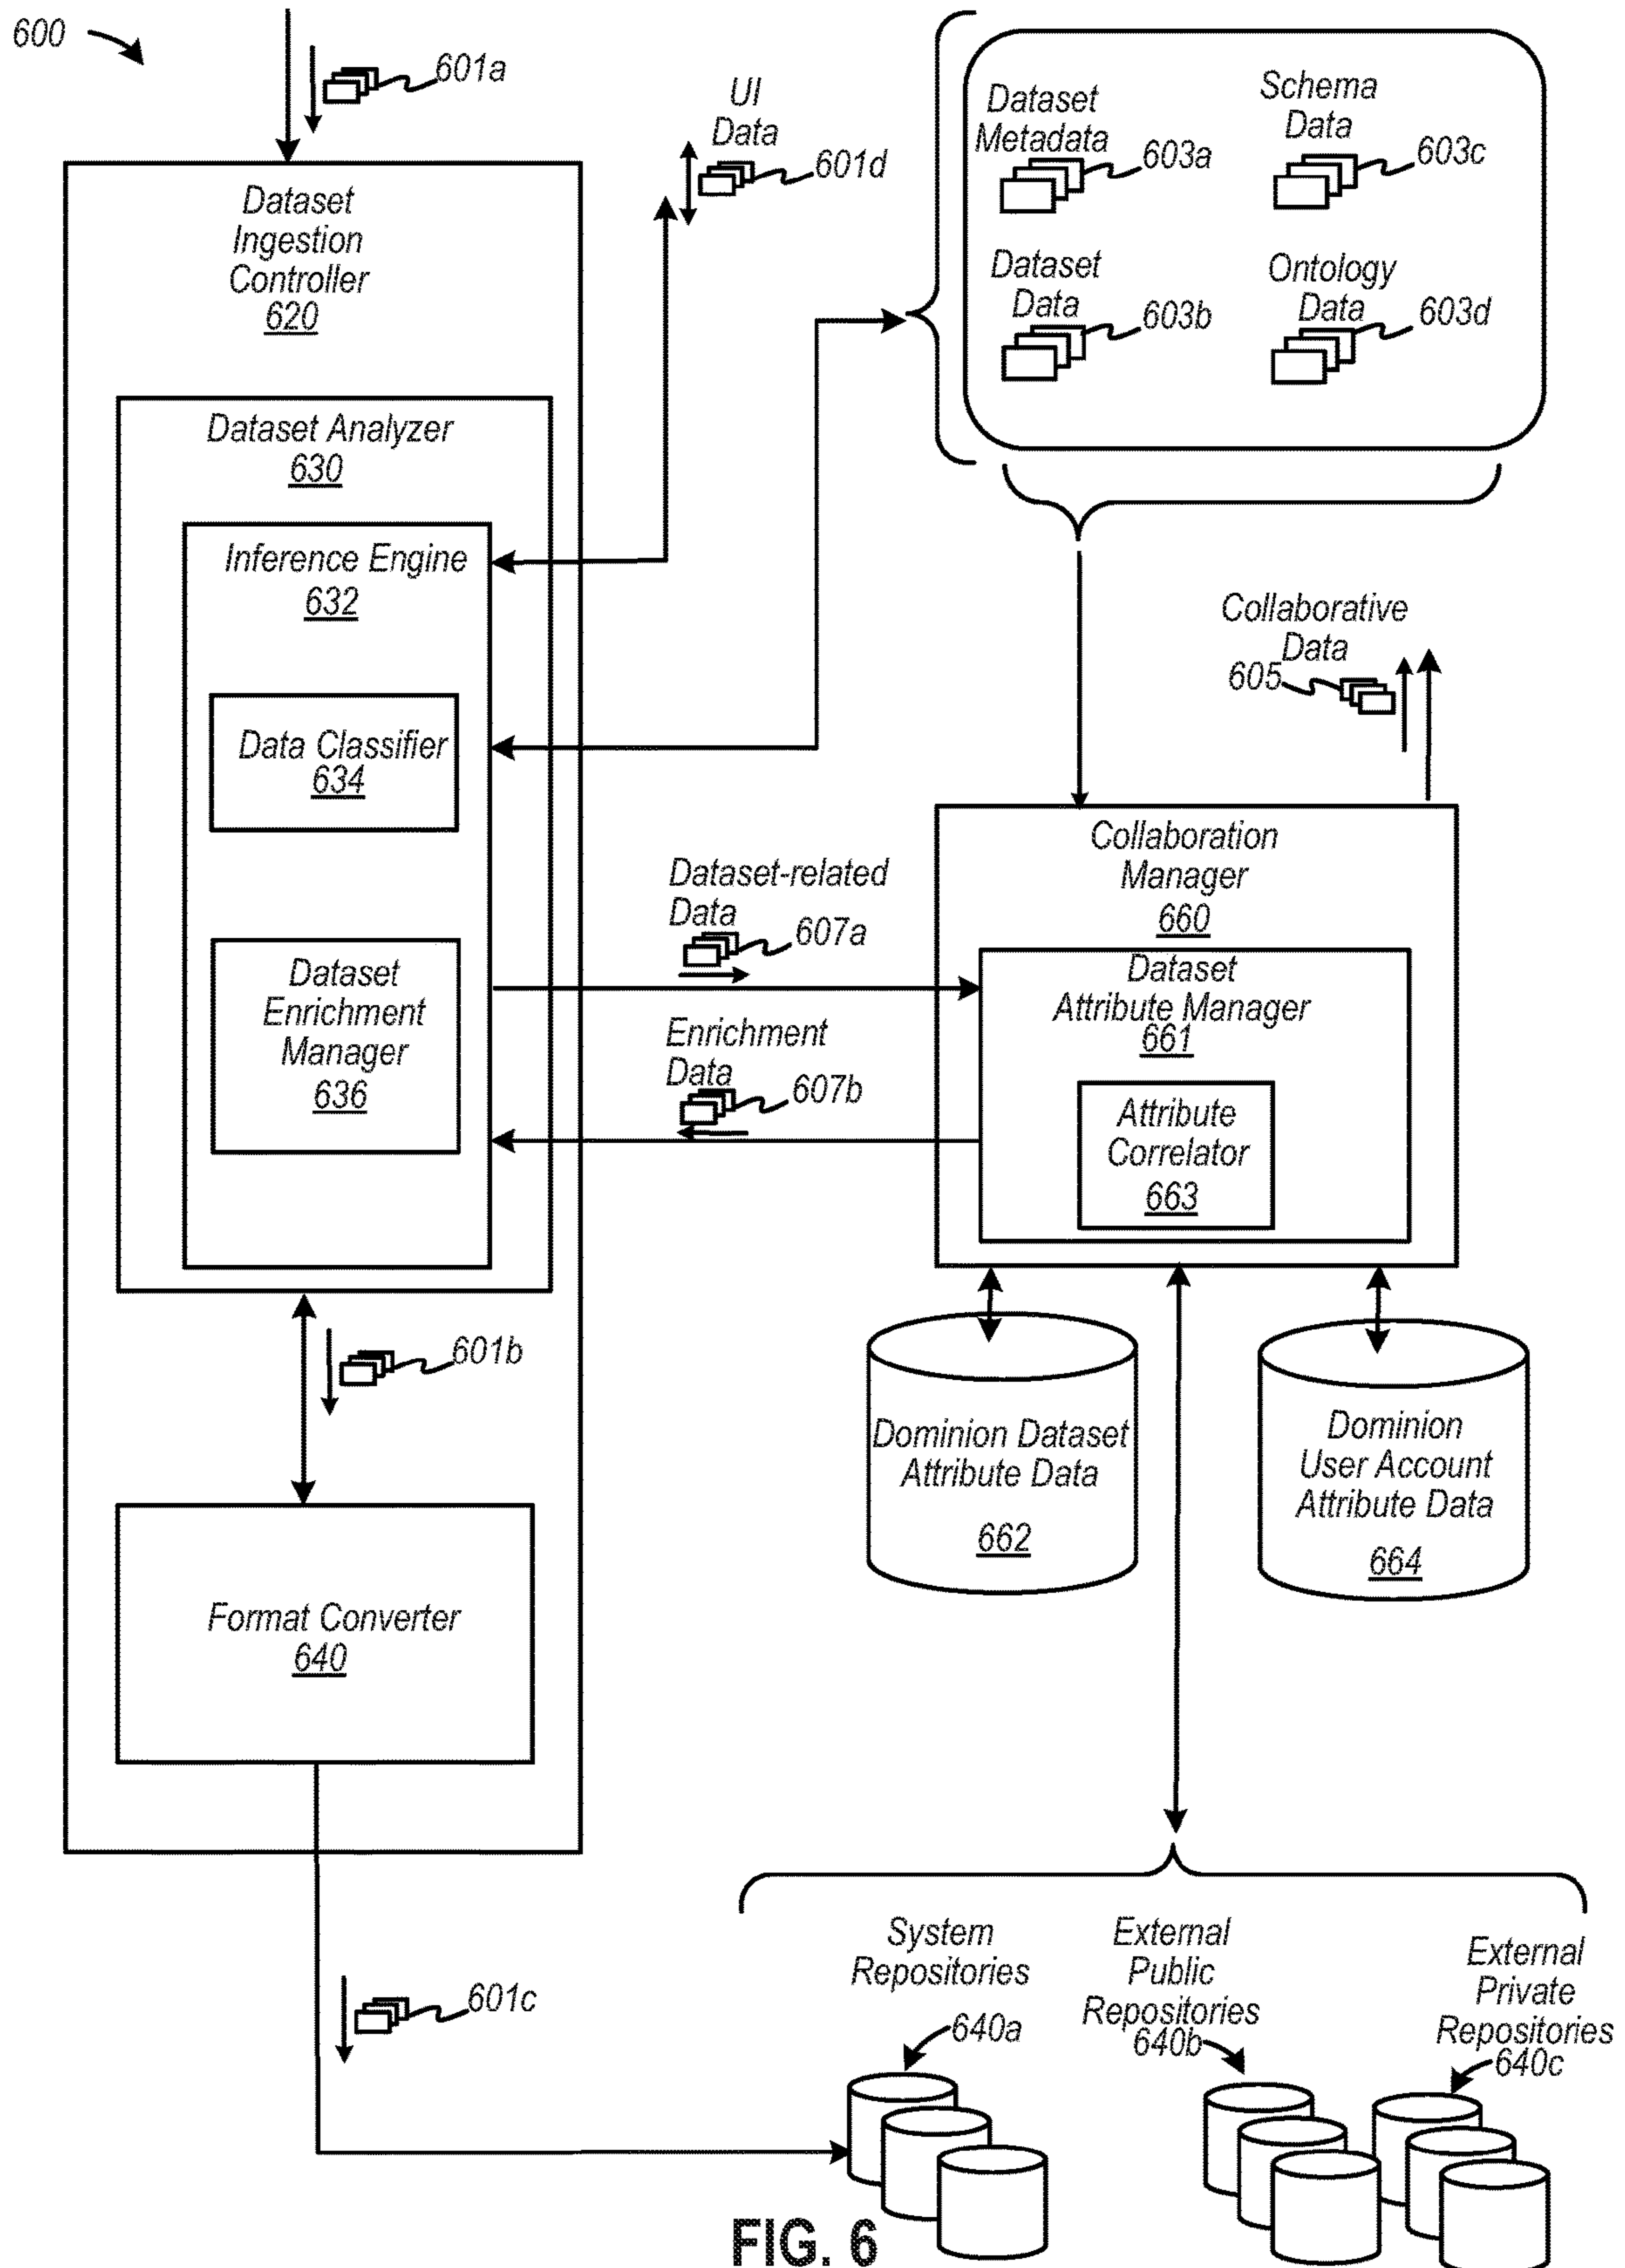 600
601a
UI
Data
601d
Dataset
Metadata
603a
Schema
Data
603c
Dataset
Data
603b
Ontology
Data
603d
Dataset
Ingestion
Controller
620
Dataset Analyzer
630
Inference Engine
632
Data Classifier
634
Dataset
Enrichment
Manager
636
Collaborative
Data
605
Dataset-related
Data
607a
Enrichment
Data
607b
Collaboration
Manager
660
Dataset
Attribute Manager
661
Attribute
Correlator
663
601b
Dominion Dataset
Attribute Data
662
Dominion
User Account
Attribute Data
664
Format Converter
640
601c
System
Repositories
640a
External
Public
Repositories
640b
External
Private
Repositories
640c
FIG. 6